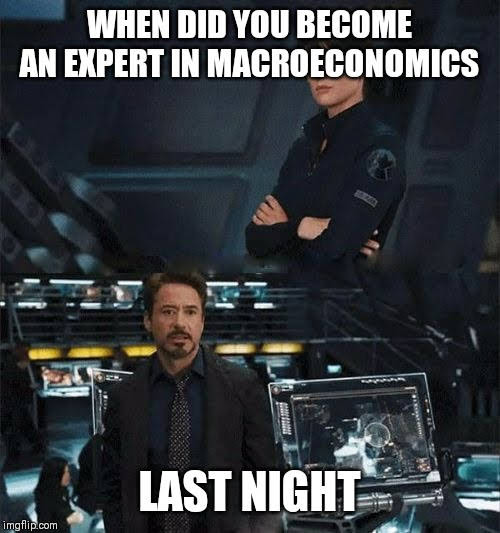 WHEN DID YOU BECOME
AN EXPERT IN MACROECONOMICS
LAST NIGHT
imgflip.com